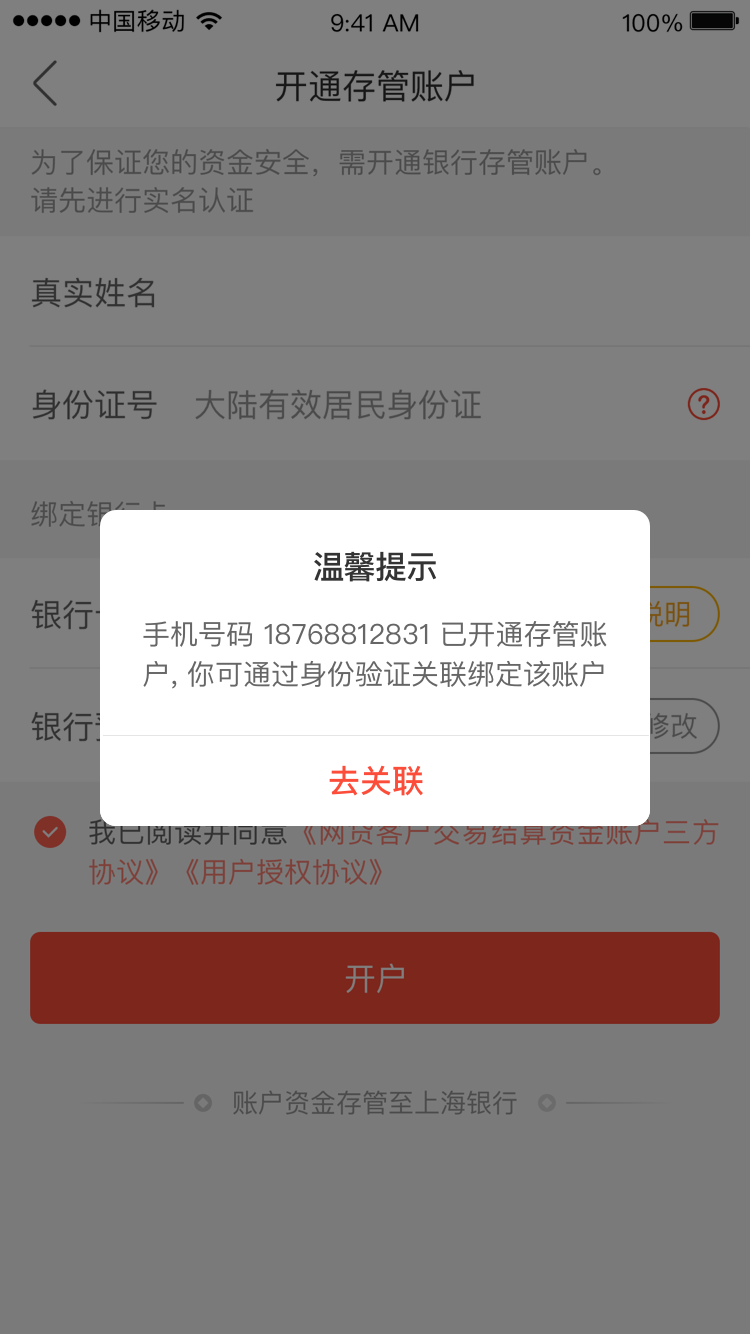 中国移动 9:41 AM 100%
开通存管账户
为了保证您的资金安全，需开通银行存管账户。
请先进行实名认证
真实姓名
身份证号 大陆有效居民身份证 ?
绑定银行卡
温馨提示
手机号码 18768812831 已开通存管账
户, 你可通过身份验证关联绑定该账户
银行 说明
银行 修改
去关联
我已阅读并同意《网贷客户交易结算资金账户三方
协议》《用户授权协议》
开户
账户资金存管至上海银行